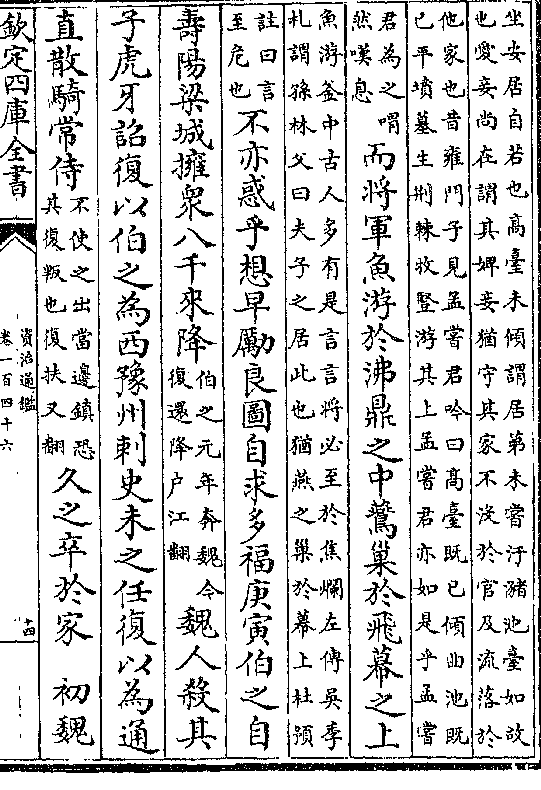 坐安居自若也高臺未傾謂居第未嘗汙豬池臺如故
也愛妾尚在謂其婢妾猶守其家不沒於官及流落於
他家也昔雍門子見孟嘗君吟曰高臺既已傾曲池既
已平墳墓生荆棘牧豎游其上孟嘗君亦如是乎孟嘗
君為之喟
然嘆息
而將軍魚游於沸鼎之中鷰巢於飛幕之上
魚游釜中古人多有是言言將必至於焦爛左傳吳季
札謂孫林父曰夫子之居此也猶燕之巢於幕上杜預
註曰言
至危也
不亦惑乎想早勵良圖自求多福庚寅伯之自
壽陽梁城擁衆八千來降
伯之元年奔魏今
復還降户江翻
魏人殺其
子虎牙詔復以伯之為西豫州刺史未之任復以為通
直散騎常侍
不使之出當邊鎮恐
其復叛也復扶又翻
久之卒於家 初魏
欽定四庫全書
資治通鑑
卷一百四十六
十四